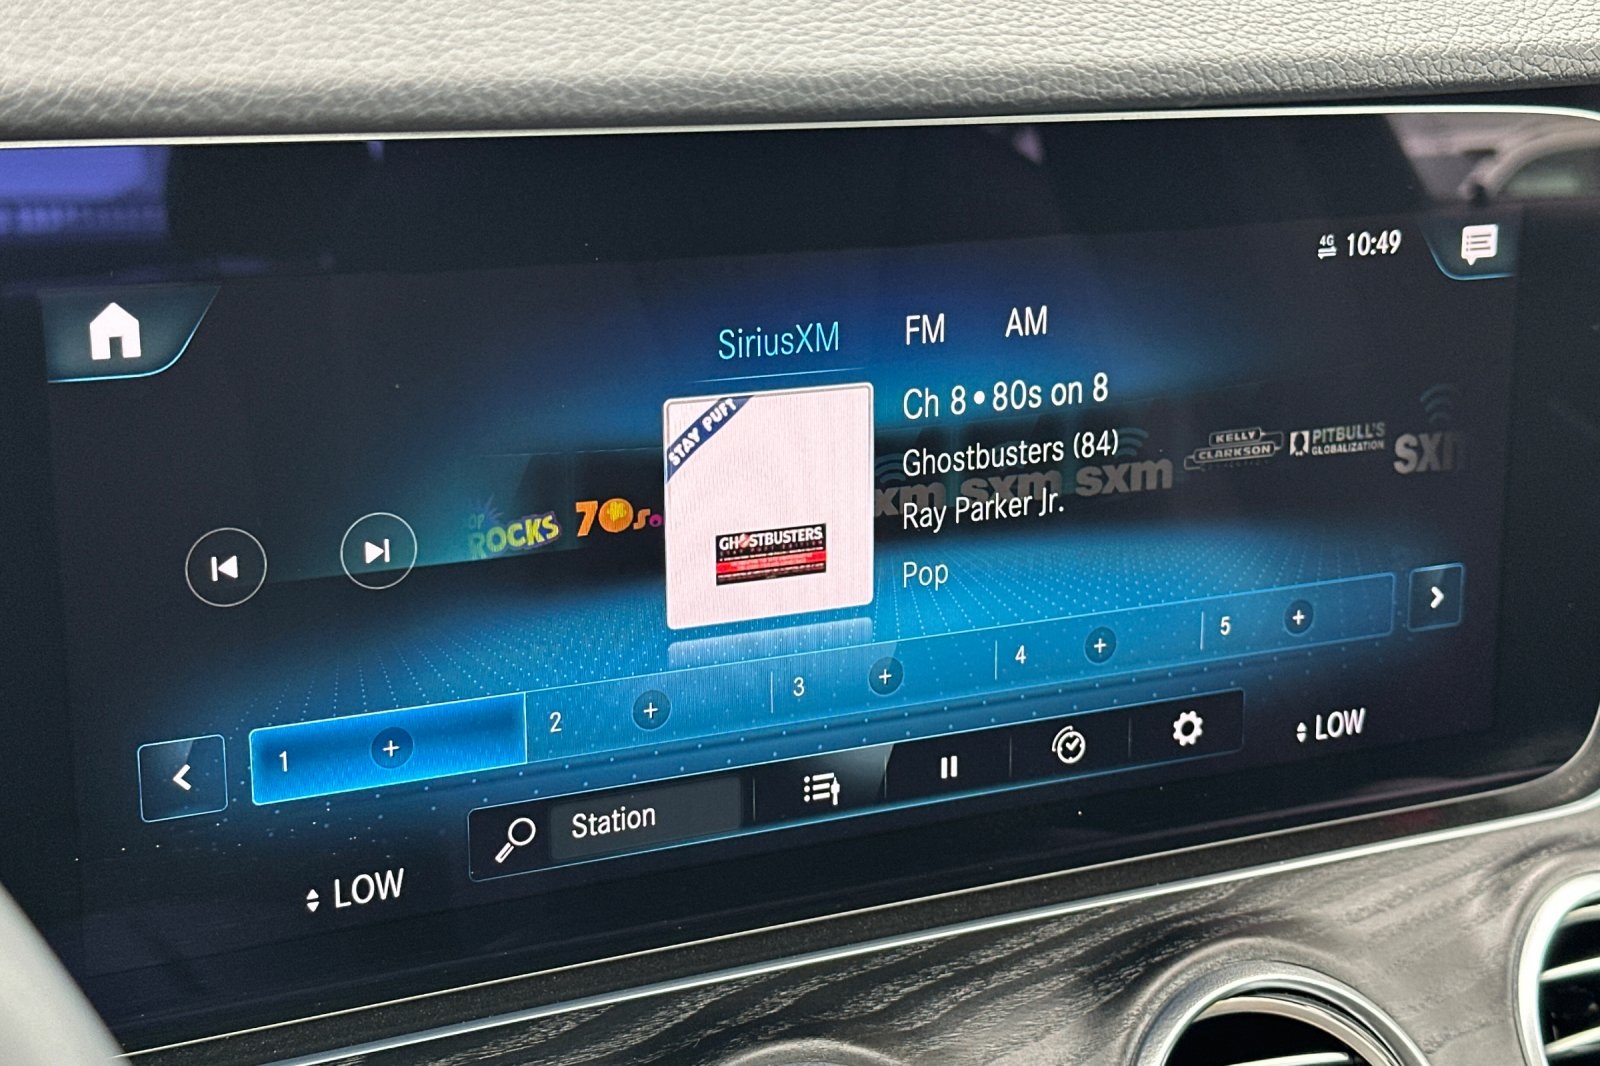 4G 10:49
SiriusXM FM AM
Ch 8 • 80s on 8
Ghostbusters (84)
Ray Parker Jr.
Pop
STAY PUFT
GHOSTBUSTERS
ROCKS
70s
xm sxm sxm
KELLY
CLARKSON
PITBULL'S
GLOBALIZATION
sxm
1 + 2 + 3 + 4 + 5 +
Station
LOW
LOW